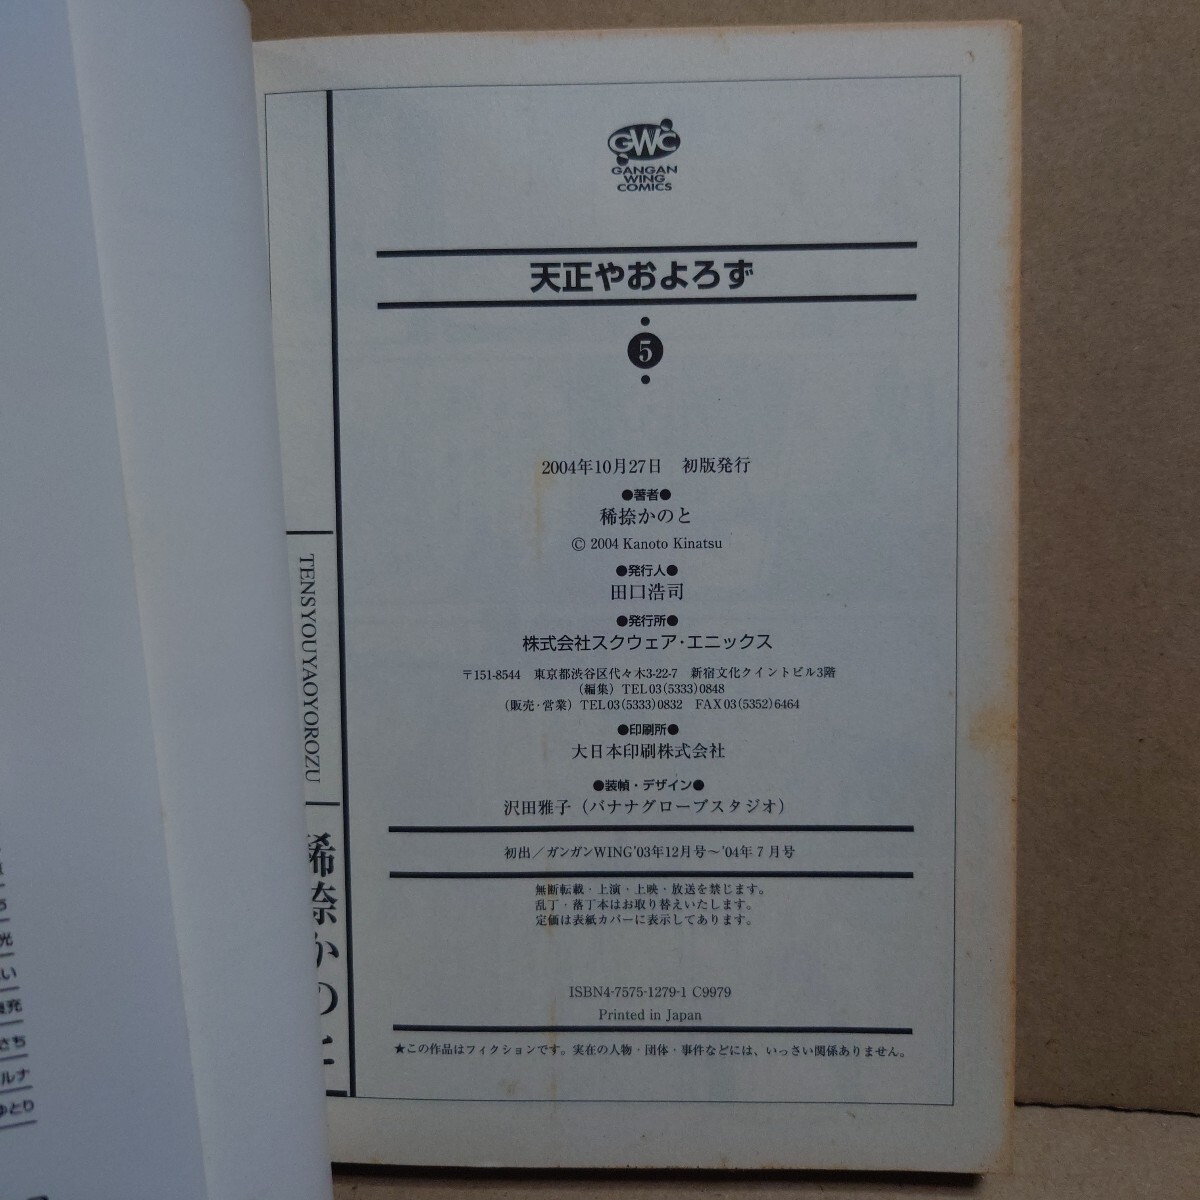 GWC
GANGAN
WING
COMICS
天正やおよろず
5
2004年10月27日　初版発行
●著者●
稀捺かのと
© 2004 Kanoto Kinatsu
●発行人●
田口浩司
●発行所●
株式会社スクウェア・エニックス
〒151-8544　東京都渋谷区代々木3-22-7　新宿文化クイントビル3階
（編集）TEL03(5333)0848
（販売・営業）TEL03(5333)0832　FAX03(5352)6464
●印刷所●
大日本印刷株式会社
●装幀・デザイン●
沢田雅子（バナナグローブスタジオ）
初出／ガンガンWING'03年12月号〜'04年7月号
無断転載・上演・上映・放送を禁じます。
乱丁・落丁本はお取り替えいたします。
定価は表紙カバーに表示してあります。
ISBN4-7575-1279-1 C9979
Printed in Japan
★この作品はフィクションです。実在の人物・団体・事件などには、いっさい関係ありません。
TENSYOUYAOYOROZU
稀捺かのと
光
い
さち
ルナ
ゆとり